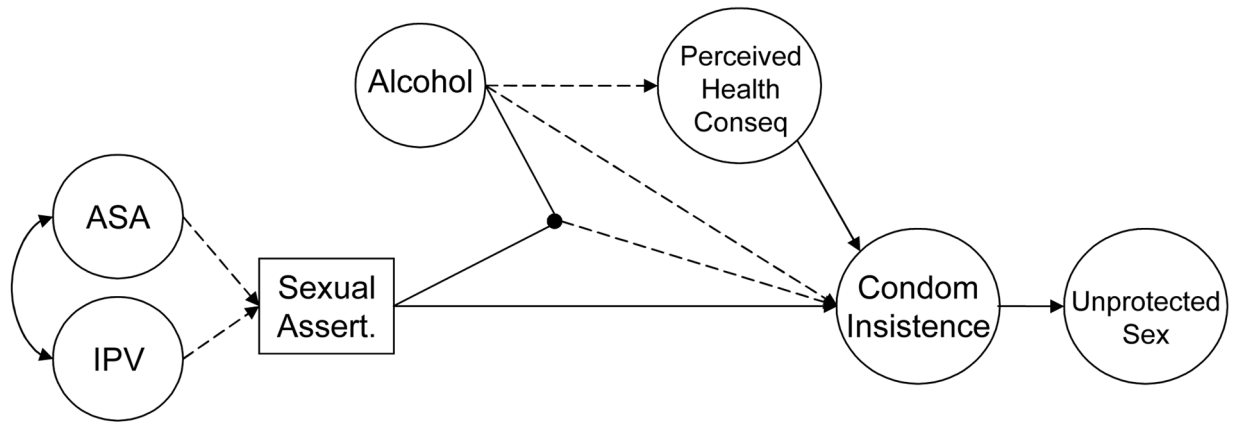 Alcohol
Perceived
Health
Conseq
ASA
IPV
Sexual
Assert.
Condom
Insistence
Unprotected
Sex